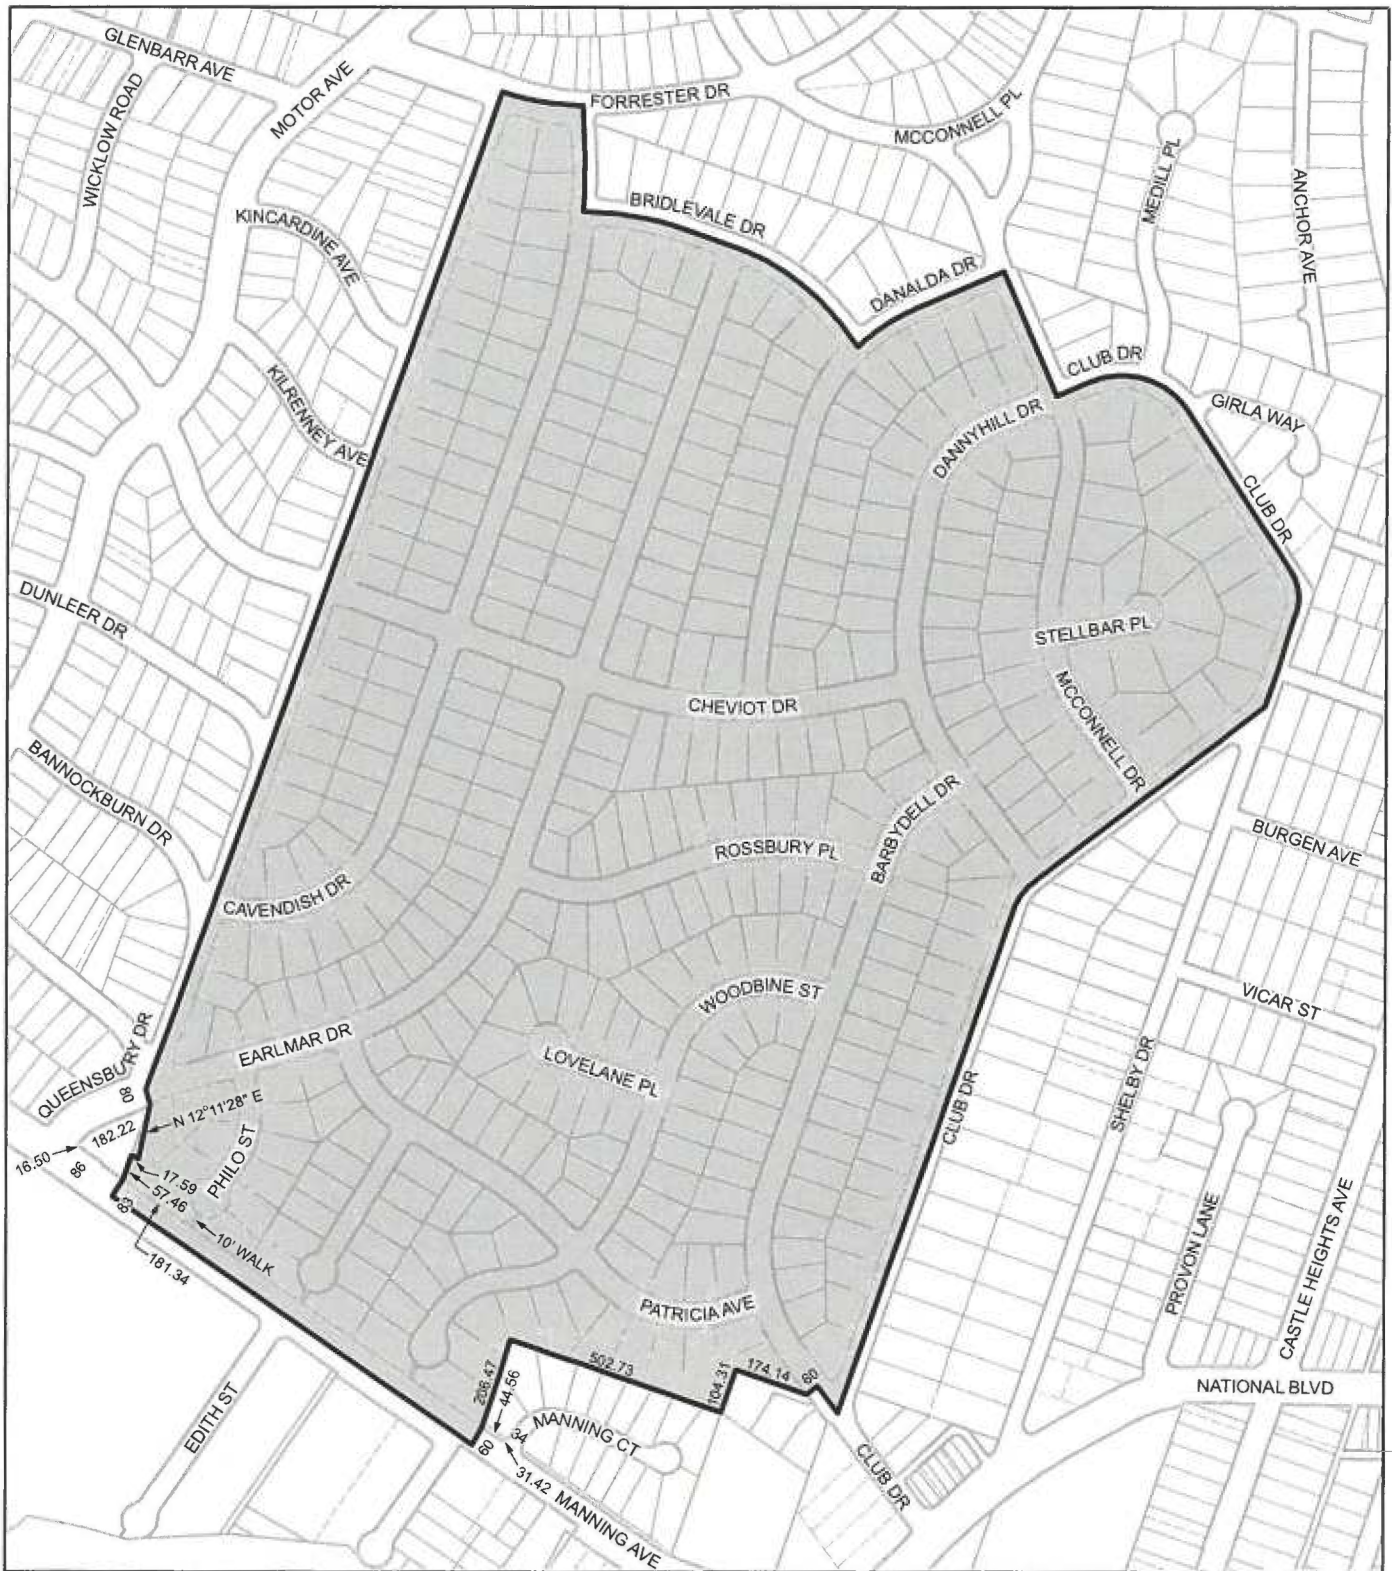 GLENBARR AVE
MOTOR AVE
WICKLOW ROAD
FORRESTER DR
MCCONNELL PL
MEDILL PL
ANCHOR AVE
KINCARDINE AVE
BRIDLEVALE DR
DANALDA DR
CLUB DR
GIRLA WAY
KILRENNEY AVE
DANNYHILL DR
CLUB DR
DUNLEER DR
STELLBAR PL
CHEVIOT DR
MCCONNELL DR
BANNOCKBURN DR
BARBYDELL DR
ROSSBURY PL
BURGEN AVE
CAVENDISH DR
WOODBINE ST
VICAR ST
EARLMAR DR
LOVELANE PL
QUEENSBURY DR
80
N 12°11'28" E
182.22
16.50
86
CLUB DR
SHELBY DR
PHILO ST
17.59
57.46
83
10' WALK
181.34
PROVON LANE
CASTLE HEIGHTS AVE
PATRICIA AVE
502.73
174.14
60
104.31
206.47
44.56
NATIONAL BLVD
EDITH ST
MANNING CT
34
60
31.42
MANNING AVE
CLUB DR